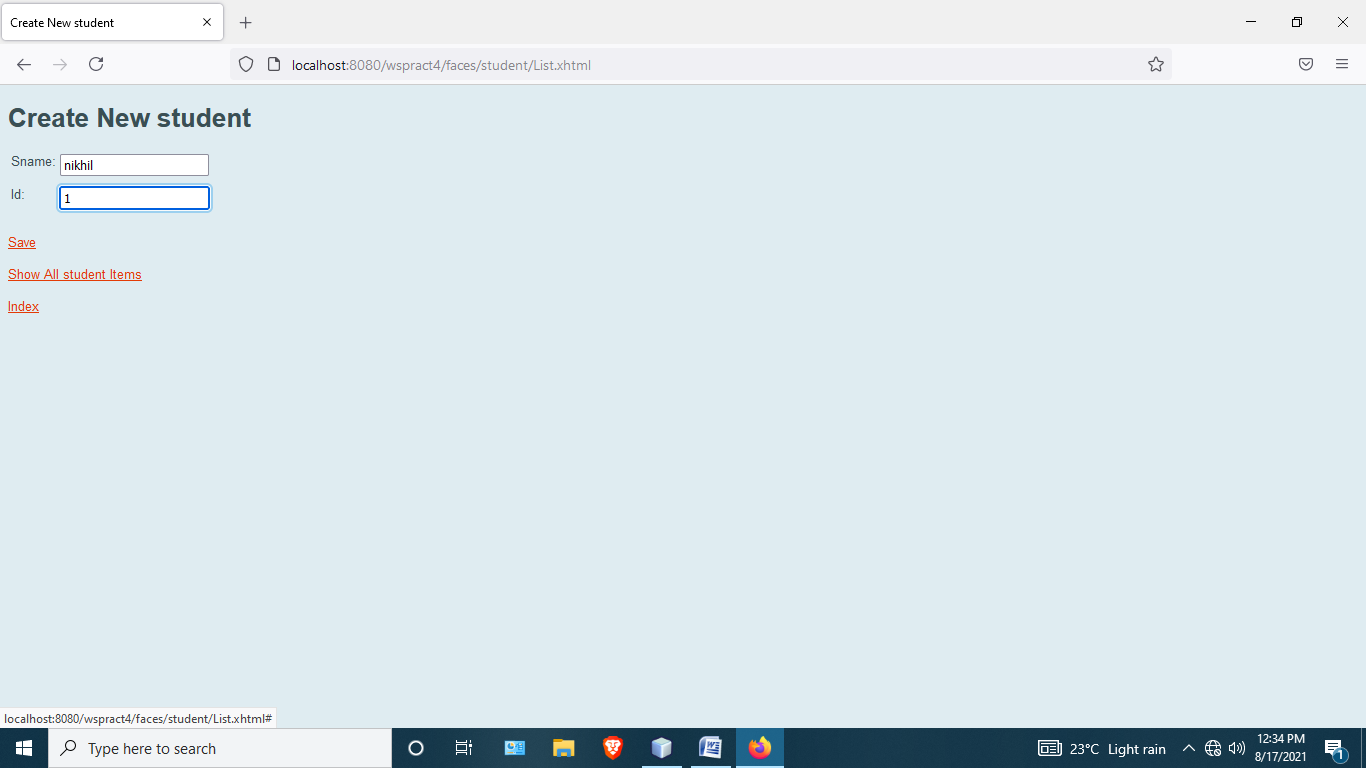 Create New student
localhost:8080/wspract4/faces/student/List.xhtml
Create New student
Sname: nikhil
Id: 1
Save
Show All student Items
Index
localhost:8080/wspract4/faces/student/List.xhtml#
Type here to search
23°C Light rain
12:34 PM
8/17/2021
1